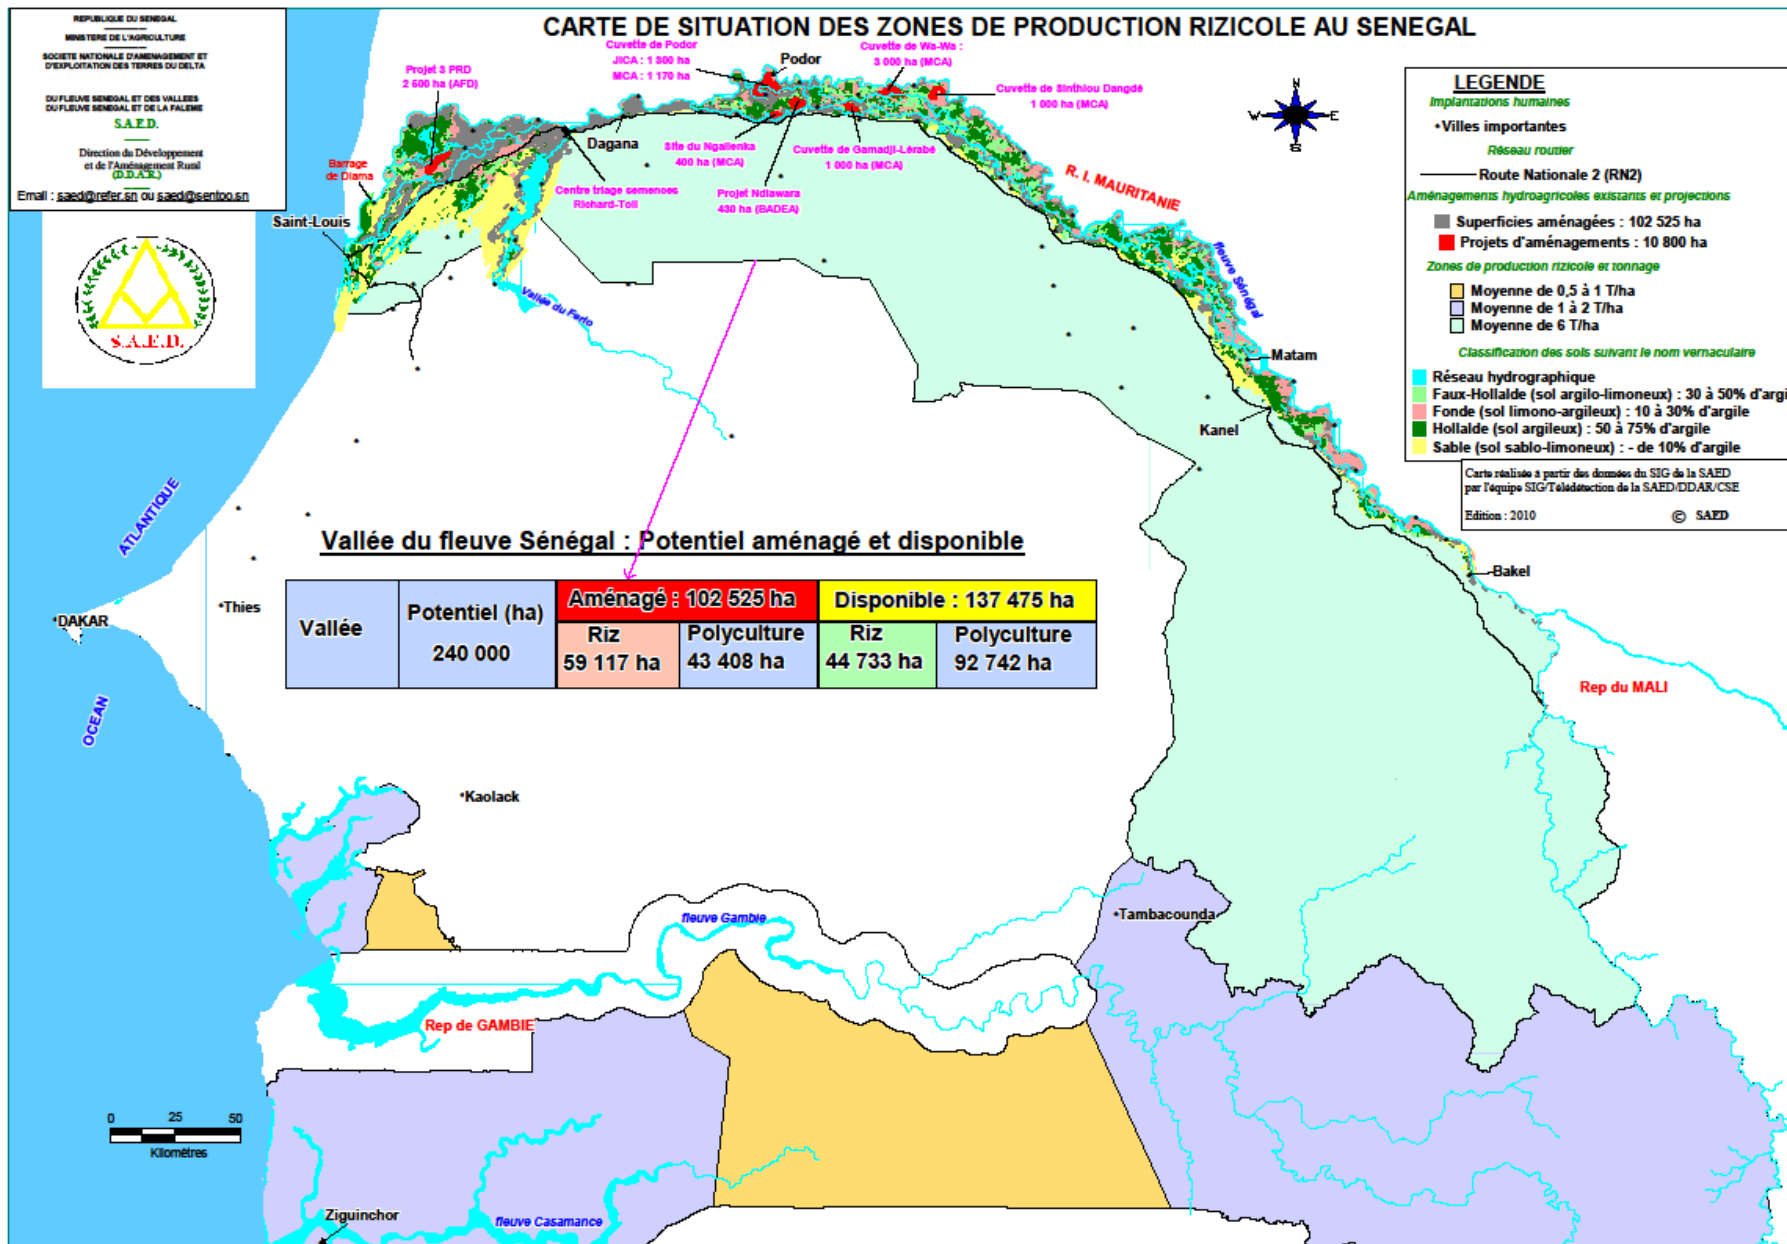 REPUBLIQUE DU SENEGAL
MINISTERE DE L'AGRICULTURE
SOCIETE NATIONALE D'AMENAGEMENT ET
D'EXPLOITATION DES TERRES DU DELTA
DU FLEUVE SENEGAL ET DES VALLEES
DU FLEUVE SENEGAL ET DE LA FALEME
S.A.E.D.
Direction du Développement
et de l'Aménagement Rural
(D.D.A.R.)
Email : saed@refer.sn ou saed@sentoo.sn
S.A.E.D.
CARTE DE SITUATION DES ZONES DE PRODUCTION RIZICOLE AU SENEGAL
Projet 3 PRD
2 500 ha (AFD)
Cuvette de Podor
JICA : 1 300 ha
MCA : 1 170 ha
Podor
Cuvette de Wa-Wa :
3 000 ha (MCA)
Cuvette de Sinthiou Dangdé
1 000 ha (MCA)
Barrage
de Diama
Dagana
Site du Ngallenka
400 ha (MCA)
Cuvette de Gamadji-Lérabé
1 000 ha (MCA)
Centre triage semences
Richard-Toll
Projet Ndiawara
430 ha (BADEA)
R. I. MAURITANIE
Saint-Louis
Vallée du Ferlo
fleuve Sénégal
Matam
Kanel
Bakel
N
W
E
S
LEGENDE
Implantations humaines
Villes importantes
Réseau routier
Route Nationale 2 (RN2)
Aménagements hydroagricoles existants et projections
Superficies aménagées : 102 525 ha
Projets d'aménagements : 10 800 ha
Zones de production rizicole et tonnage
Moyenne de 0,5 à 1 T/ha
Moyenne de 1 à 2 T/ha
Moyenne de 6 T/ha
Classification des sols suivant le nom vernaculaire
Réseau hydrographique
Faux-Hollalde (sol argilo-limoneux) : 30 à 50% d'argi
Fonde (sol limono-argileux) : 10 à 30% d'argile
Hollalde (sol argileux) : 50 à 75% d'argile
Sable (sol sablo-limoneux) : - de 10% d'argile
Carte réalisée à partir des données du SIG de la SAED
par l'équipe SIG/Télédétection de la SAED/DDAR/CSE
Edition : 2010
© SAED
Vallée du fleuve Sénégal : Potentiel aménagé et disponible
Vallée
Potentiel (ha)
240 000
Aménagé : 102 525 ha
Disponible : 137 475 ha
Riz
59 117 ha
Polyculture
43 408 ha
Riz
44 733 ha
Polyculture
92 742 ha
ATLANTIQUE
OCEAN
DAKAR
Thies
Kaolack
Rep du MALI
Tambacounda
fleuve Gambie
Rep de GAMBIE
0 25 50
Kilomètres
Ziguinchor
fleuve Casamance